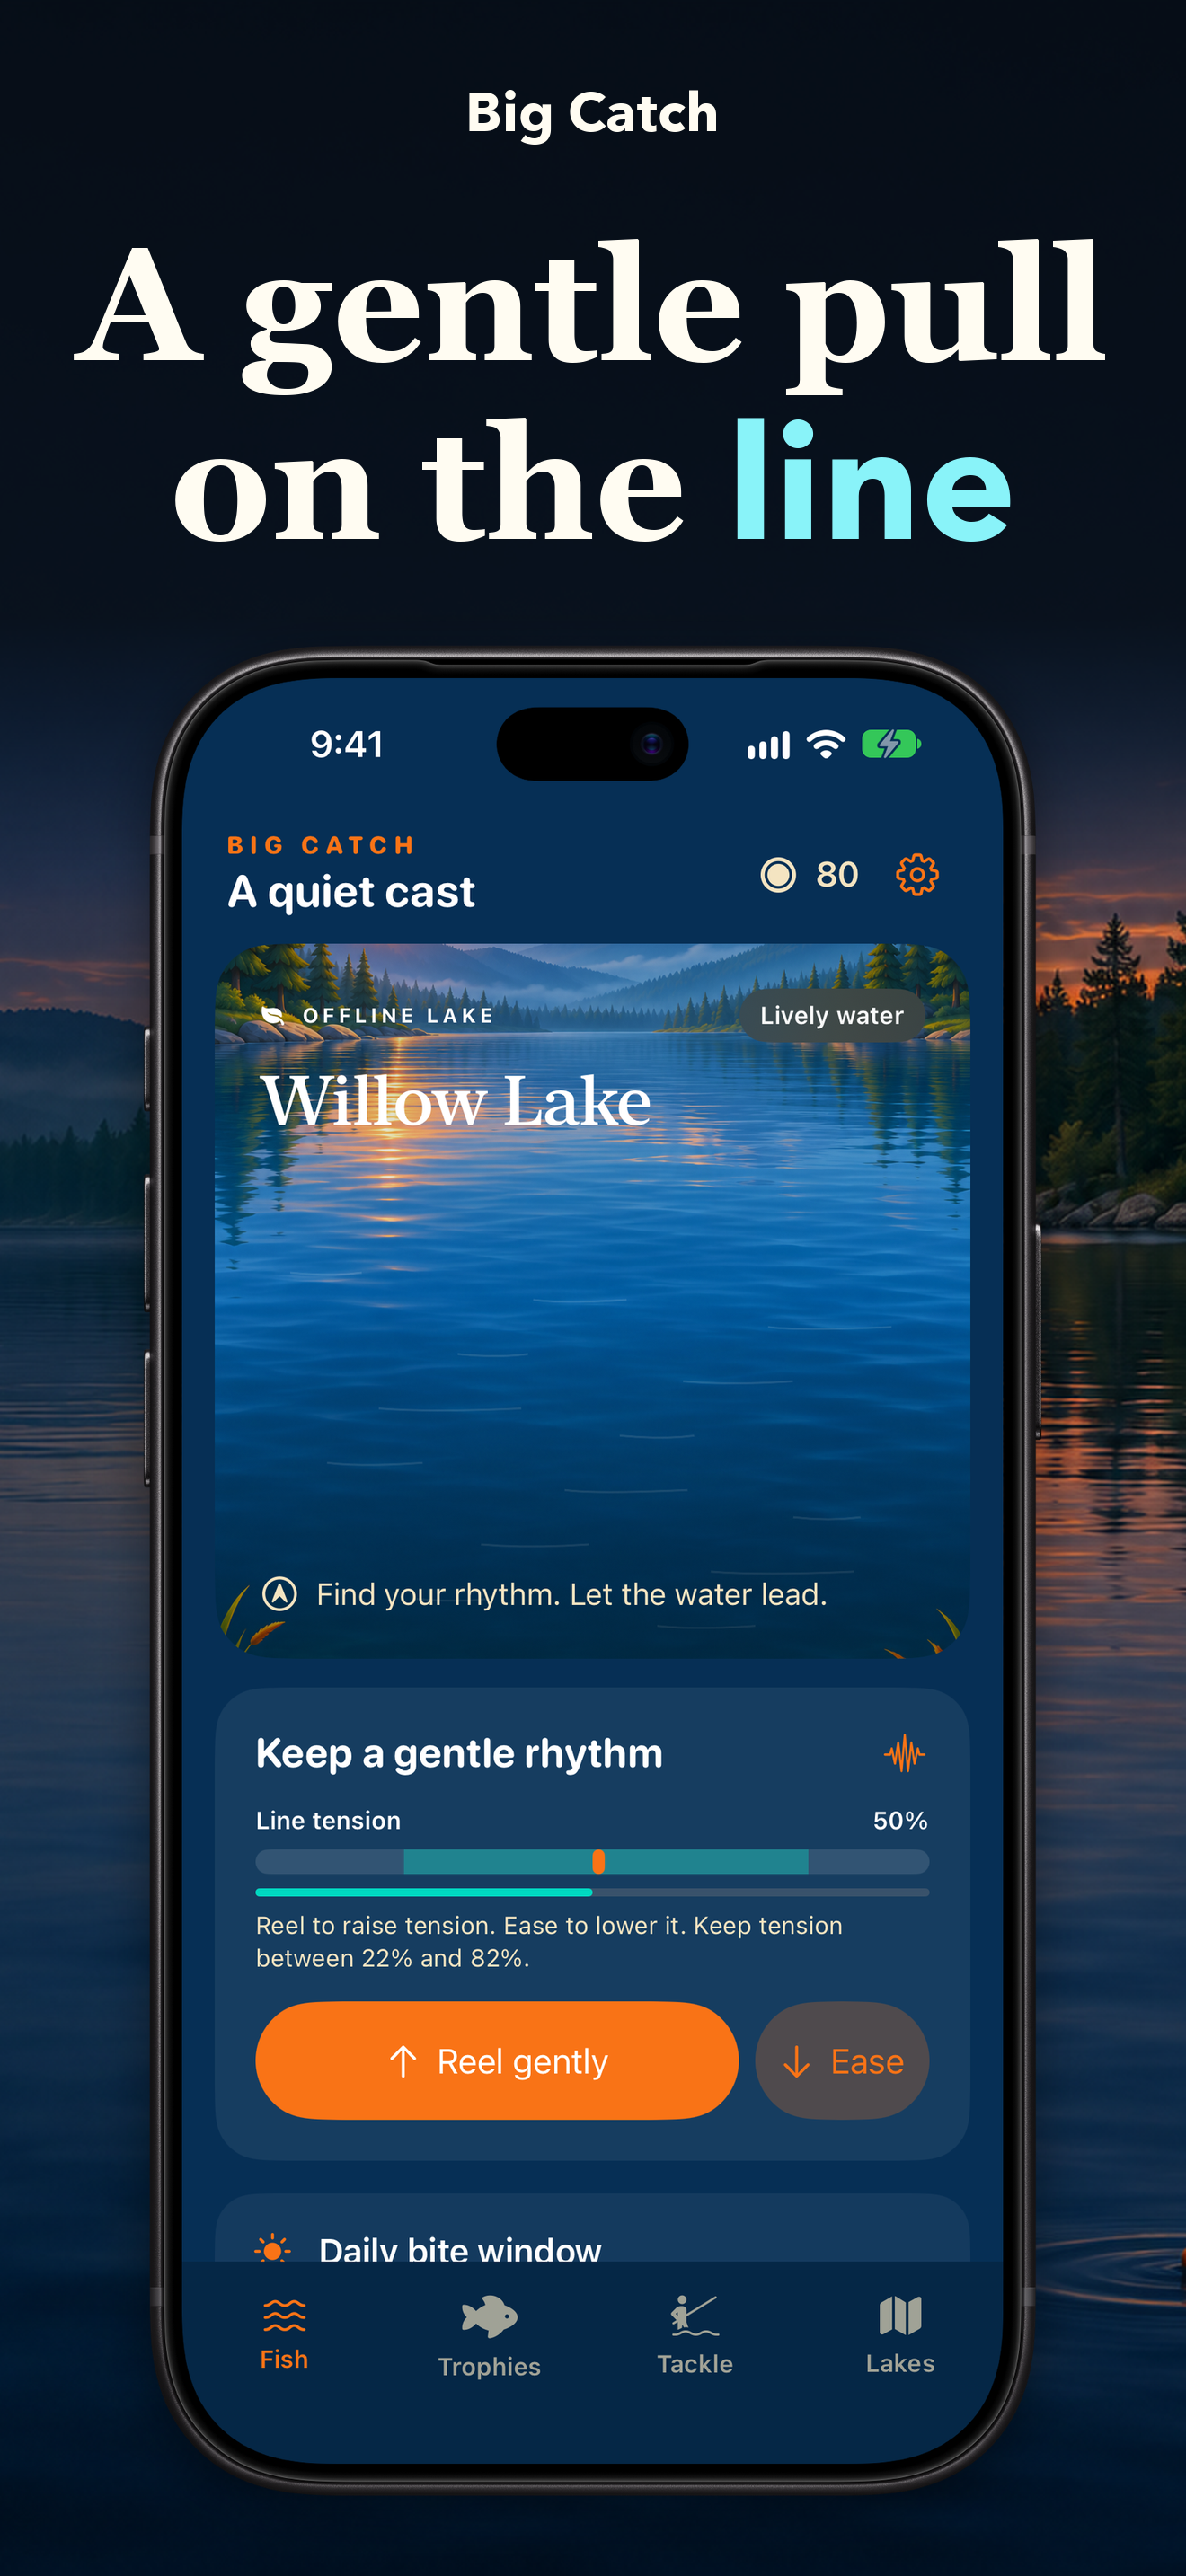 Big Catch
A gentle pull
on the line
9:41
BIG CATCH
A quiet cast
80
OFFLINE LAKE
Lively water
Willow Lake
Find your rhythm. Let the water lead.
Keep a gentle rhythm
Line tension
50%
Reel to raise tension. Ease to lower it. Keep tension
between 22% and 82%.
Reel gently
Ease
Daily bite window
Fish
Trophies
Tackle
Lakes